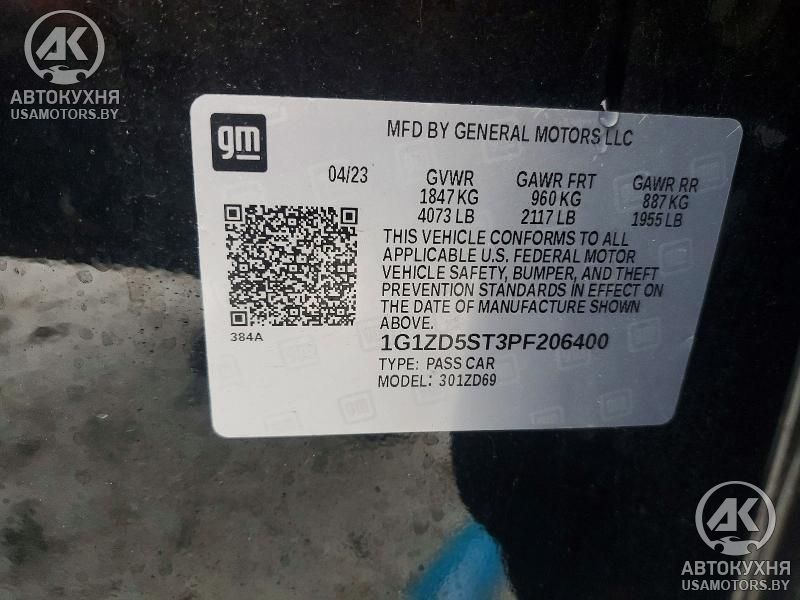 AK
АВТОКУХНЯ
USAMOTORS.BY
gm
MFD BY GENERAL MOTORS LLC
04/23 GVWR GAWR FRT GAWR RR
1847 KG 960 KG 887 KG
4073 LB 2117 LB 1955 LB
THIS VEHICLE CONFORMS TO ALL
APPLICABLE U.S. FEDERAL MOTOR
VEHICLE SAFETY, BUMPER, AND THEFT
PREVENTION STANDARDS IN EFFECT ON
THE DATE OF MANUFACTURE SHOWN
ABOVE.
384A
1G1ZD5ST3PF206400
TYPE: PASS CAR
MODEL: 301ZD69
AK
АВТОКУХНЯ
USAMOTORS.BY